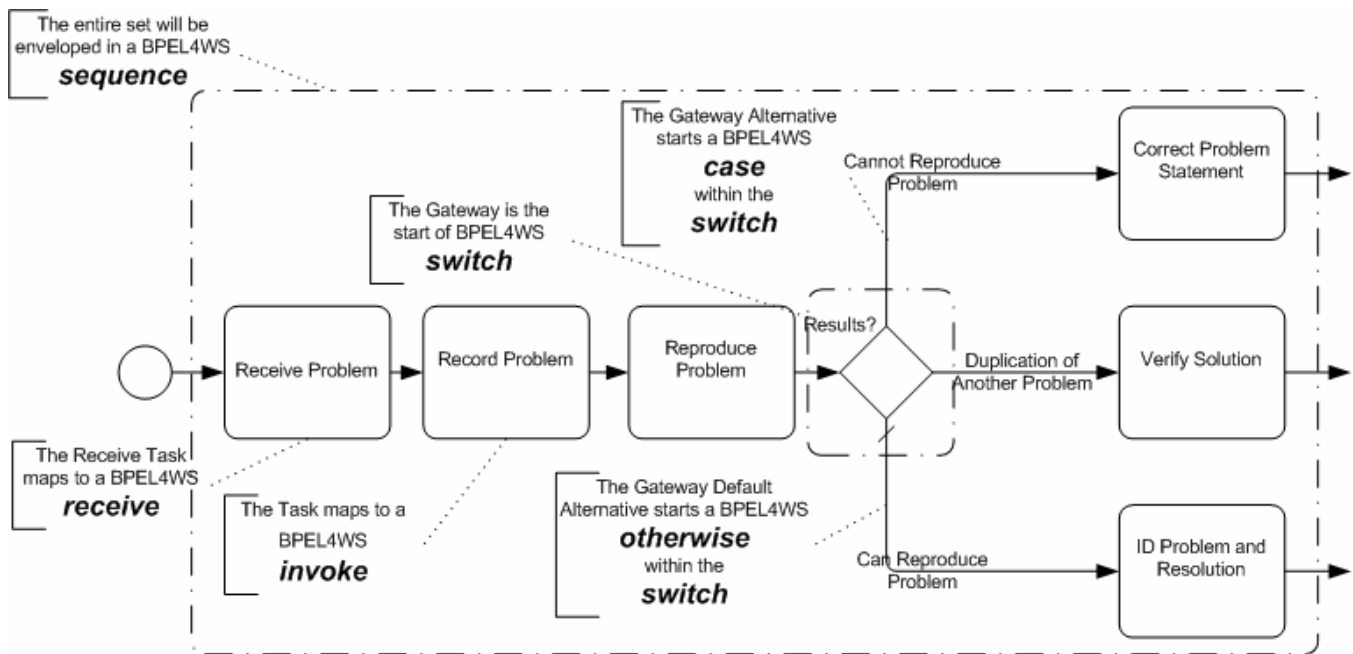 The entire set will be
enveloped in a BPEL4WS
sequence
The Gateway Alternative
starts a BPEL4WS
case
within the
switch
Cannot Reproduce
Problem
Correct Problem
Statement
The Gateway is the
start of BPEL4WS
switch
Receive Problem
Record Problem
Reproduce
Problem
Results?
Duplication of
Another Problem
Verify Solution
The Receive Task
maps to a BPEL4WS
receive
The Task maps to a
BPEL4WS
invoke
The Gateway Default
Alternative starts a BPEL4WS
otherwise
within the
switch
Can Reproduce
Problem
ID Problem and
Resolution